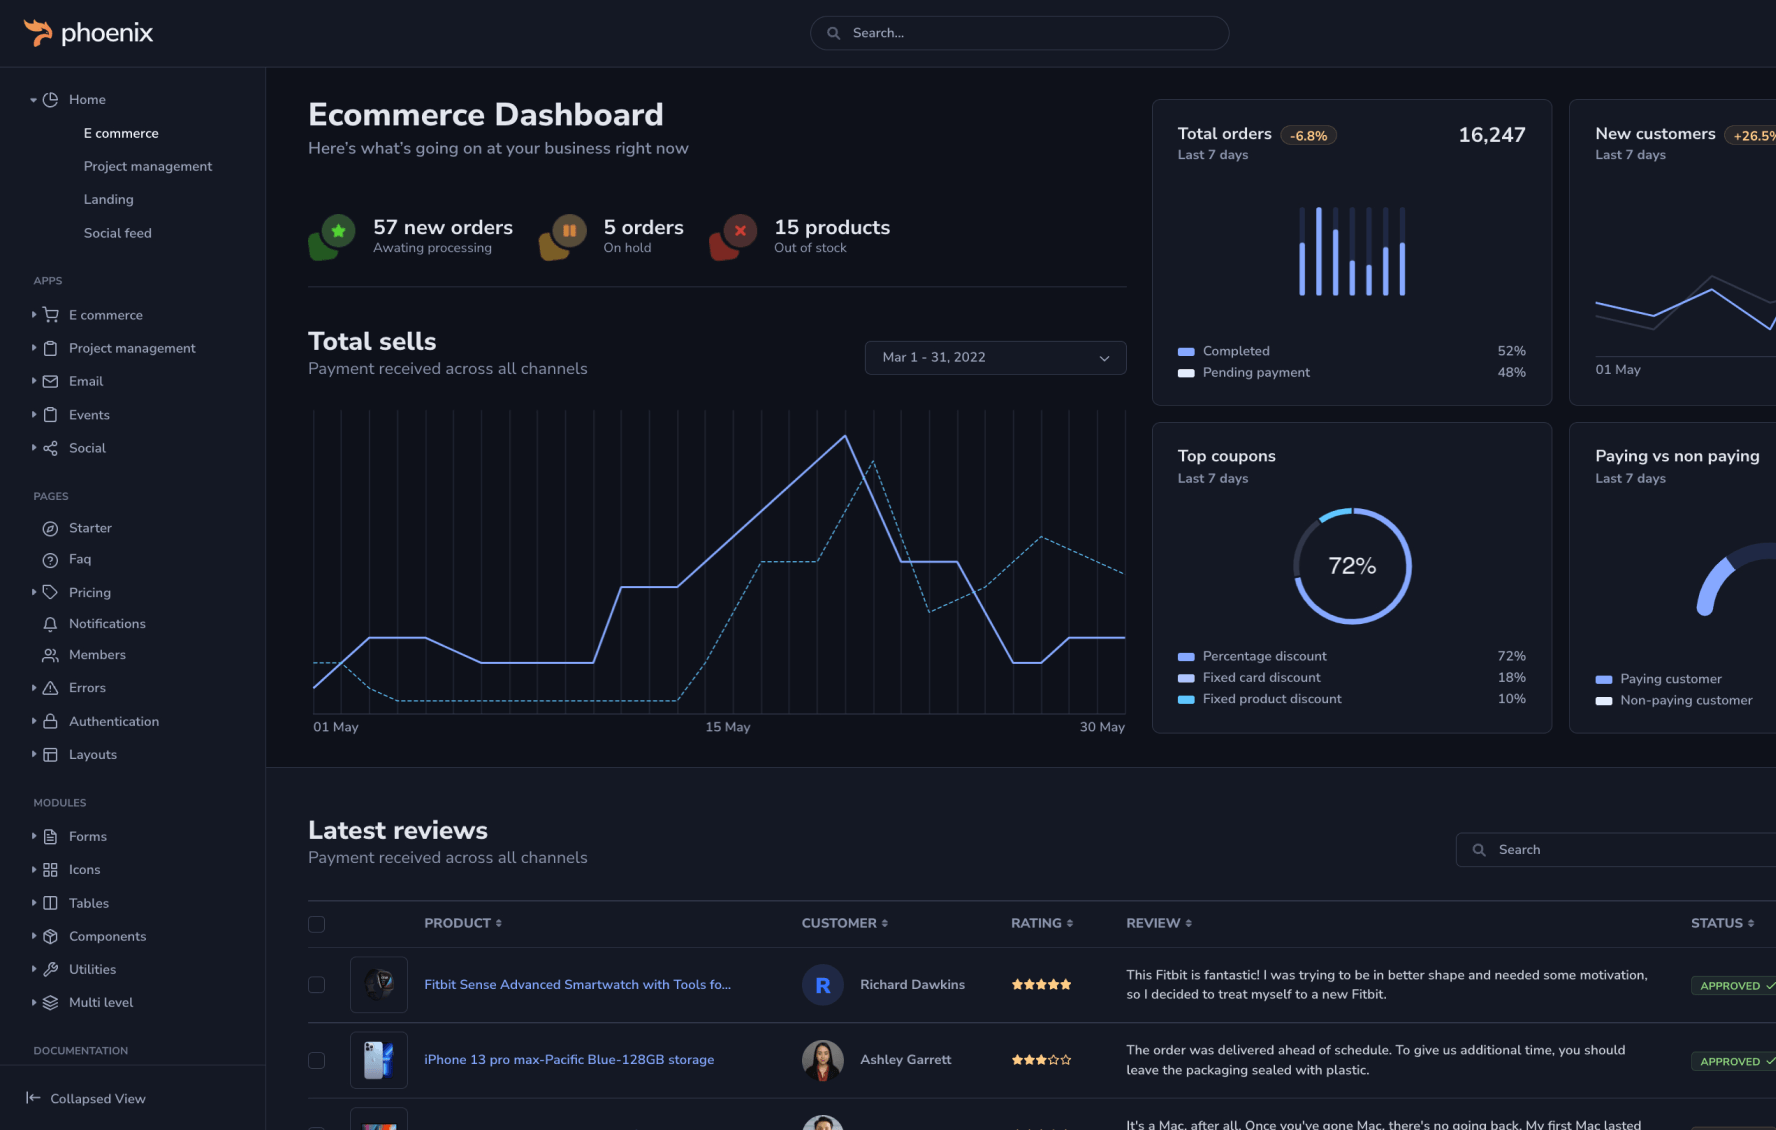 phoenix
Search...
Home
E commerce
Project management
Landing
Social feed
APPS
E commerce
Project management
Email
Events
Social
PAGES
Starter
Faq
Pricing
Notifications
Members
Errors
Authentication
Layouts
MODULES
Forms
Icons
Tables
Components
Utilities
Multi level
DOCUMENTATION
Collapsed View
Ecommerce Dashboard
Here's what's going on at your business right now
57 new orders
Awating processing
5 orders
On hold
15 products
Out of stock
Total sells
Payment received across all channels
Mar 1 - 31, 2022
01 May
15 May
30 May
Total orders -6.8% 16,247
Last 7 days
Completed 52%
Pending payment 48%
New customers +26.5%
Last 7 days
01 May
Top coupons
Last 7 days
72%
Percentage discount 72%
Fixed card discount 18%
Fixed product discount 10%
Paying vs non paying
Last 7 days
Paying customer
Non-paying customer
Latest reviews
Payment received across all channels
Search
PRODUCT CUSTOMER RATING REVIEW STATUS
Fitbit Sense Advanced Smartwatch with Tools fo...
R
Richard Dawkins
This Fitbit is fantastic! I was trying to be in better shape and needed some motivation,
so I decided to treat myself to a new Fitbit.
APPROVED
iPhone 13 pro max-Pacific Blue-128GB storage
Ashley Garrett
The order was delivered ahead of schedule. To give us additional time, you should
leave the packaging sealed with plastic.
APPROVED
It's a Mac, after all. Once you've gone Mac, there's no going back. My first Mac lasted